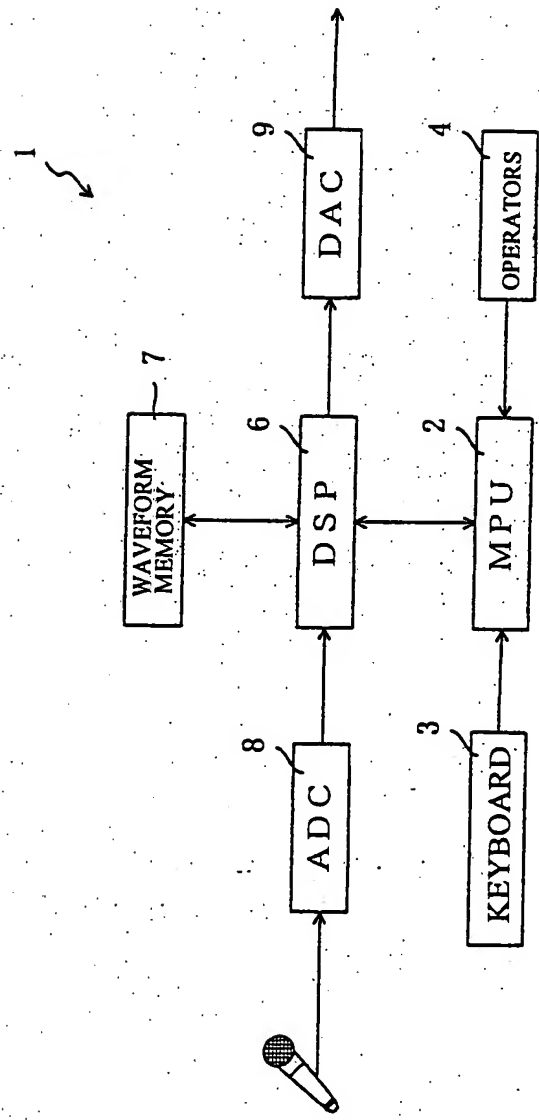 1
7
WAVEFORM
MEMORY
8
ADC
6
DSP
9
DAC
3
KEYBOARD
2
MPU
4
OPERATORS